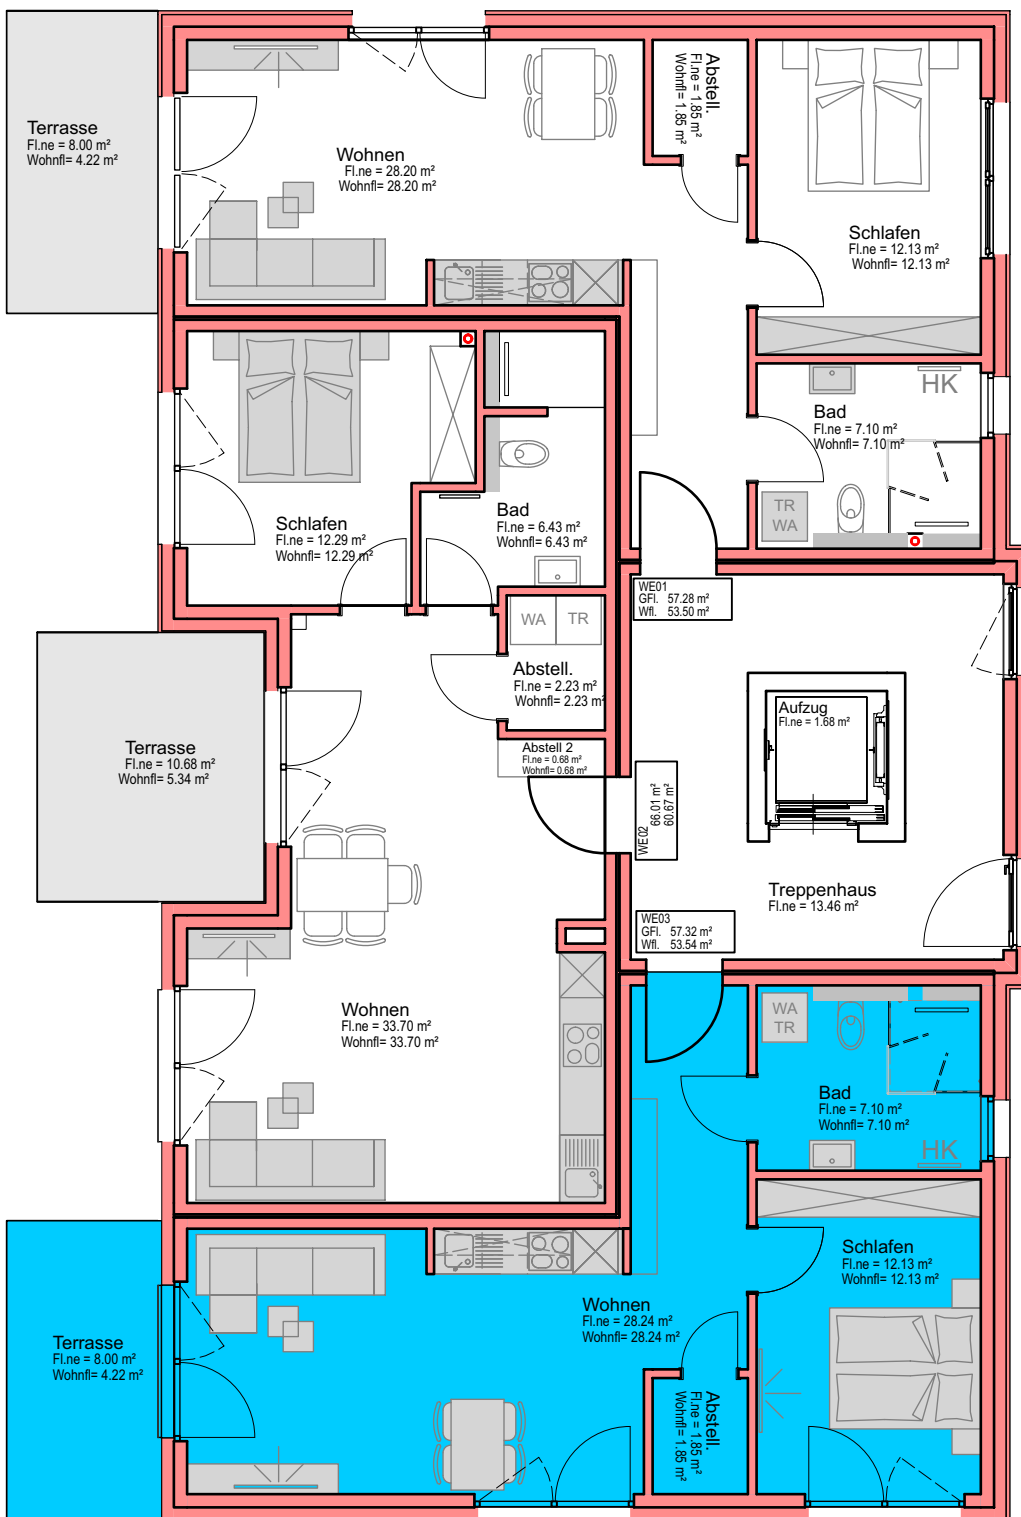 Terrasse
Fl.ne = 8.00 m²
Wohnfl= 4.22 m²
Wohnen
Fl.ne = 28.20 m²
Wohnfl= 28.20 m²
Abstell.
Fl.ne = 1.85 m²
Wohnfl= 1.85 m²
Schlafen
Fl.ne = 12.13 m²
Wohnfl= 12.13 m²
HK
Bad
Fl.ne = 7.10 m²
Wohnfl= 7.10 m²
TR
WA
Schlafen
Fl.ne = 12.29 m²
Wohnfl= 12.29 m²
Bad
Fl.ne = 6.43 m²
Wohnfl= 6.43 m²
WE01
GFl. 57.28 m²
Wfl. 53.50 m²
WA
TR
Abstell.
Fl.ne = 2.23 m²
Wohnfl= 2.23 m²
Abstell 2
Fl.ne = 0.68 m²
Wohnfl= 0.68 m²
Terrasse
Fl.ne = 10.68 m²
Wohnfl= 5.34 m²
Aufzug
Fl.ne = 1.68 m²
WE02
66.01 m²
60.67 m²
Treppenhaus
Fl.ne = 13.46 m²
WE03
GFl. 57.32 m²
Wfl. 53.54 m²
Wohnen
Fl.ne = 33.70 m²
Wohnfl= 33.70 m²
WA
TR
Bad
Fl.ne = 7.10 m²
Wohnfl= 7.10 m²
HK
Schlafen
Fl.ne = 12.13 m²
Wohnfl= 12.13 m²
Wohnen
Fl.ne = 28.24 m²
Wohnfl= 28.24 m²
Terrasse
Fl.ne = 8.00 m²
Wohnfl= 4.22 m²
Abstell.
Fl.ne = 1.85 m²
Wohnfl= 1.85 m²